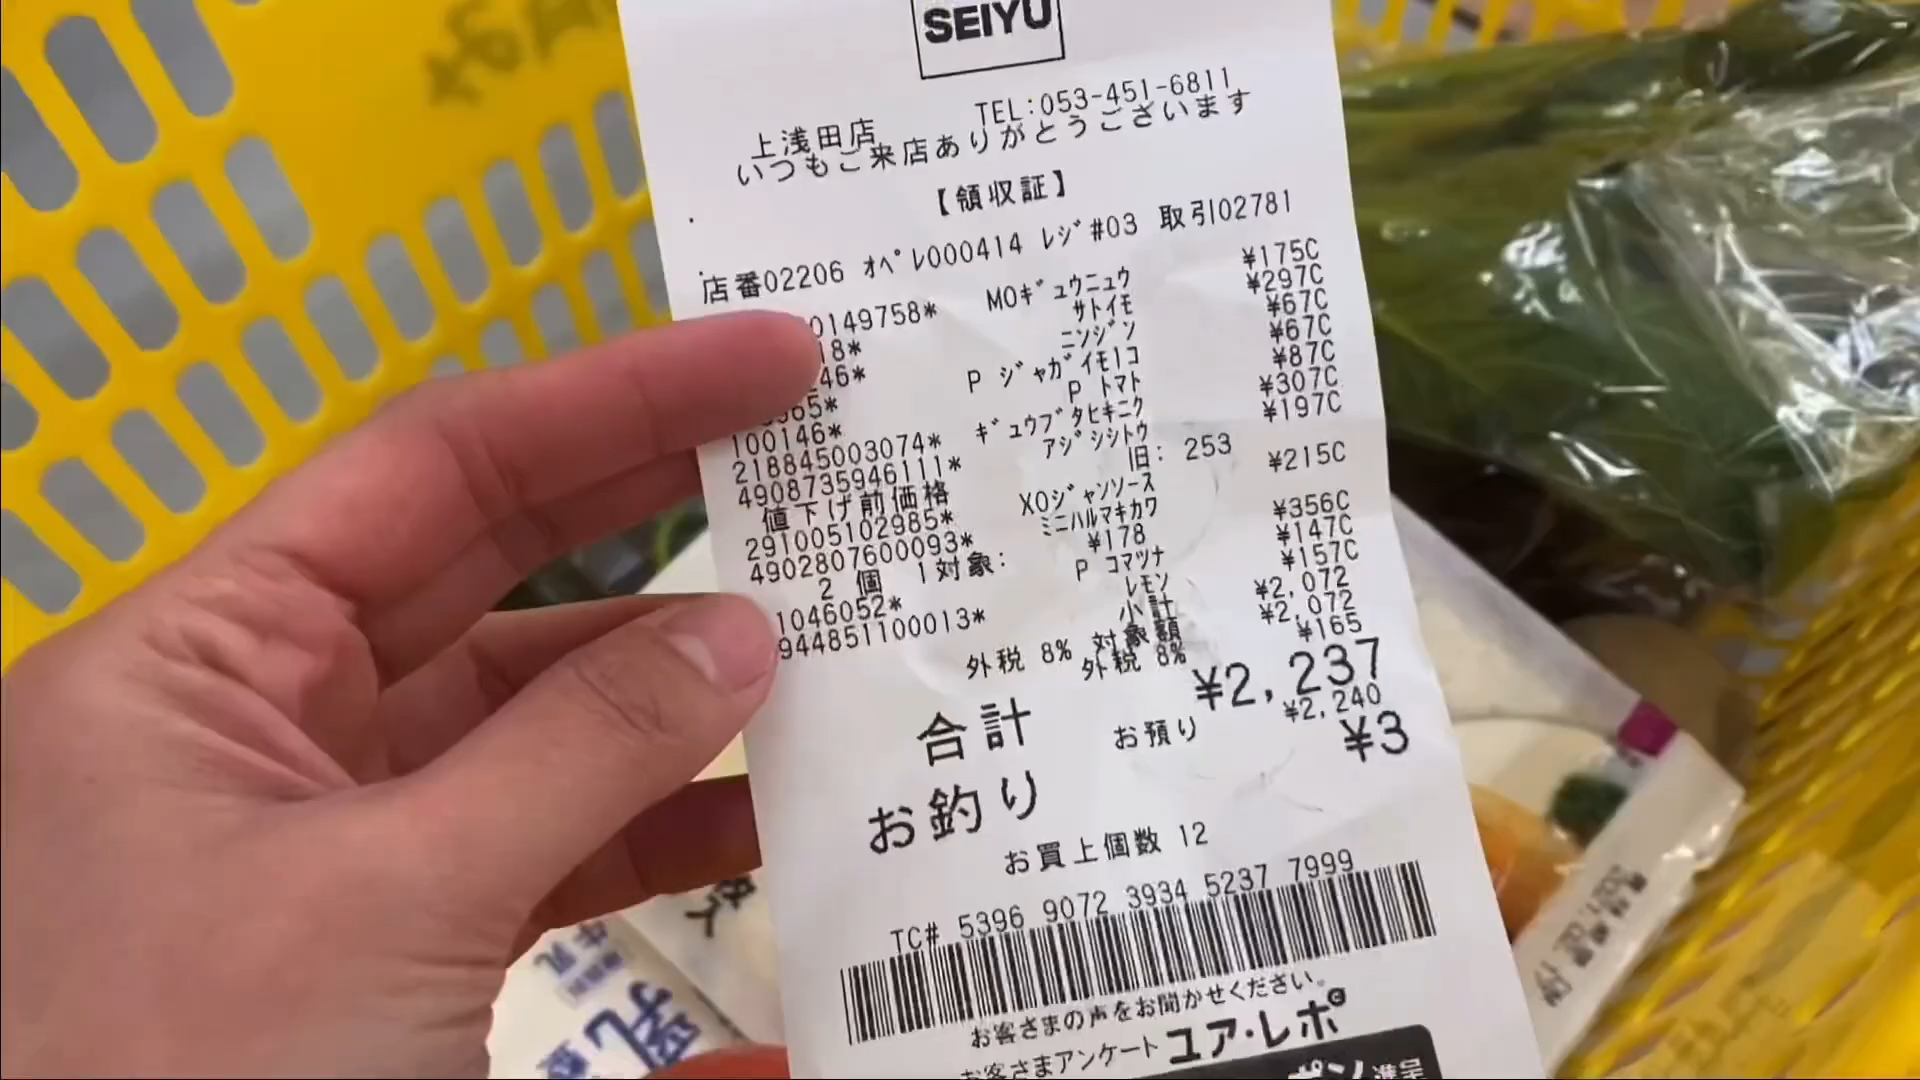 SEIYU
上浅田店 TEL:053-451-6811
いつもご来店ありがとうございます
【領収証】
店番02206 ｵﾍﾟﾚ000414 ﾚｼﾞ#03 取引02781
0149758* MOｷﾞｭｳﾆｭｳ ¥175C
18* ｻﾄｲﾓ ¥297C
46* ﾆﾝｼﾞﾝ ¥67C
65* P ｼﾞｬｶﾞｲﾓ1ｺ ¥67C
100146* P ﾄﾏﾄ ¥87C
218845003074* ｷﾞｭｳﾌﾞﾀﾋｷﾆｸ ¥307C
4908735946111* ｱｼﾞｼｼﾄｳ ¥197C
値下げ前価格 旧: 253
291005102985* XOｼﾞｬﾝｿｰｽ ¥215C
4902807600093* ﾐﾆﾊﾙﾏｷｶﾜ
2 個 1対象: ¥178 ¥356C
1046052* P ｺﾏﾂﾅ ¥147C
944851100013* ﾚﾓﾝ ¥157C
小計 ¥2,072
外税 8% 対象額 ¥2,072
外税 8% ¥165
合計 ¥2,237
お預り ¥2,240
お釣り ¥3
お買上個数 12
TC# 5396 9072 3934 5237 7999
お客さまの声をお聞かせください。
お客さまアンケート ユア・レポ
ポン進呈
牛乳